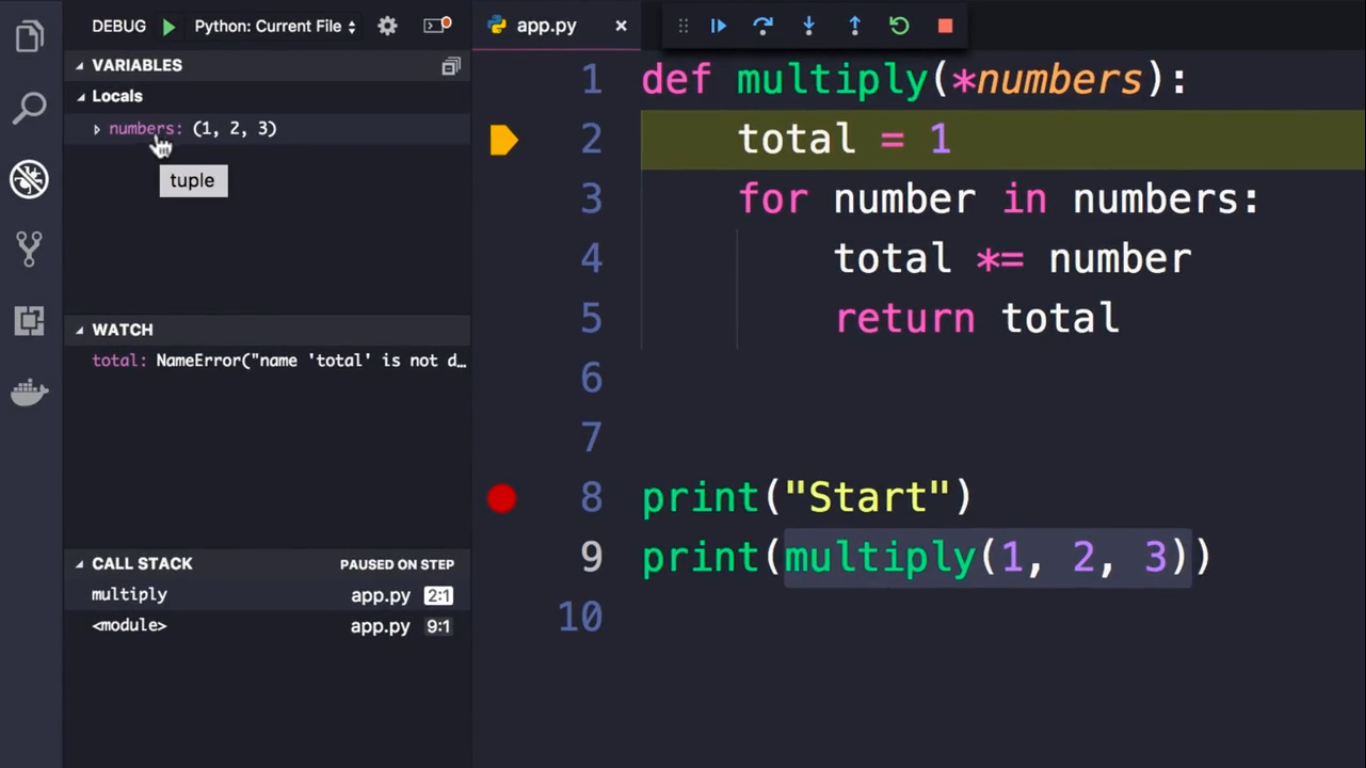 DEBUG Python: Current File
VARIABLES
Locals
numbers: (1, 2, 3)
tuple
WATCH
total: NameError("name 'total' is not d…
CALL STACK PAUSED ON STEP
multiply app.py 2:1
<module> app.py 9:1
app.py ×
1 def multiply(*numbers):
2 total = 1
3 for number in numbers:
4 total *= number
5 return total
6
7
8 print("Start")
9 print(multiply(1, 2, 3))
10